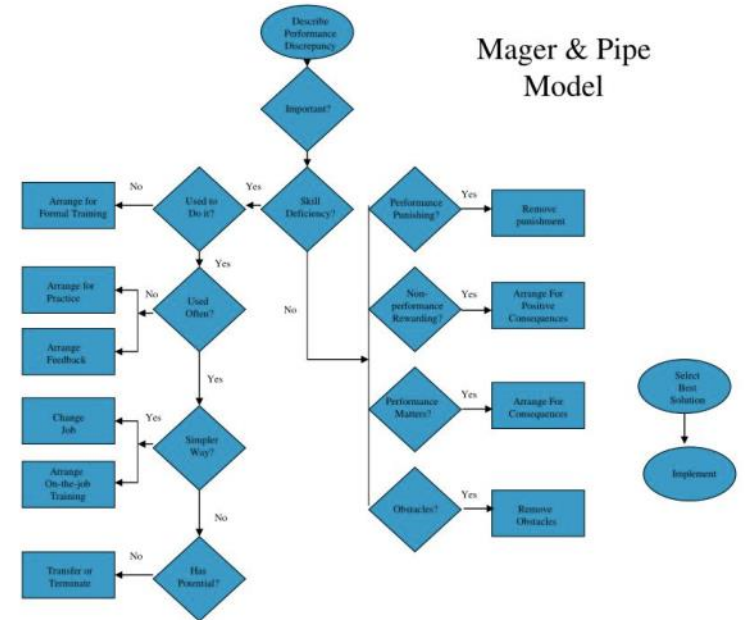 Describe
Performance
Discrepancy
Mager & Pipe
Model
Important?
Skill
Deficiency?
Yes
Used to
Do it?
No
Arrange for
Formal Training
Yes
Used
Often?
No
Arrange for
Practice
Arrange
Feedback
Yes
Simpler
Way?
Yes
Change
Job
Arrange
On-the-job
Training
No
Has
Potential?
No
Transfer or
Terminate
No
Performance
Punishing?
Yes
Remove
punishment
Non-
performance
Rewarding?
Yes
Arrange For
Positive
Consequences
Performance
Matters?
Yes
Arrange For
Consequences
Obstacles?
Yes
Remove
Obstacles
Select
Best
Solution
Implement